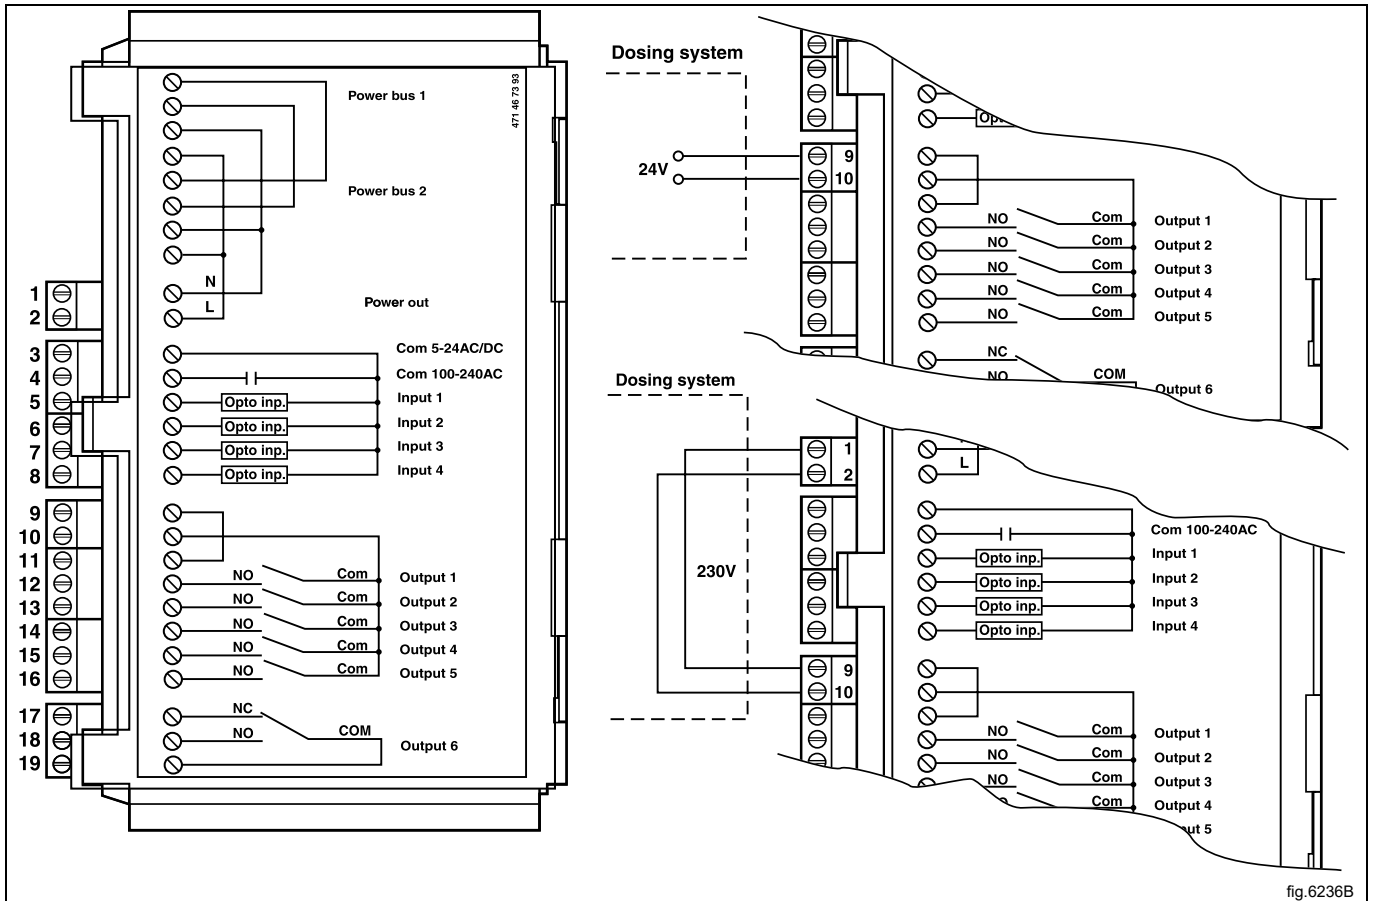 471 46 73 93
Power bus 1
Power bus 2
N
L
Power out
Com 5-24AC/DC
Com 100-240AC
Opto inp. Input 1
Opto inp. Input 2
Opto inp. Input 3
Opto inp. Input 4
NO Com Output 1
NO Com Output 2
NO Com Output 3
NO Com Output 4
NO Com Output 5
NC
NO COM Output 6
1
2
3
4
5
6
7
8
9
10
11
12
13
14
15
16
17
18
19
Dosing system
24V
9
10
NO Com Output 1
NO Com Output 2
NO Com Output 3
NO Com Output 4
NO Com Output 5
NC
NO COM Output 6
Dosing system
230V
1
2
9
10
L
Com 100-240AC
Opto inp. Input 1
Opto inp. Input 2
Opto inp. Input 3
Opto inp. Input 4
NO Com Output 1
NO Com Output 2
NO Com Output 3
Com Output 4
5
fig.6236B